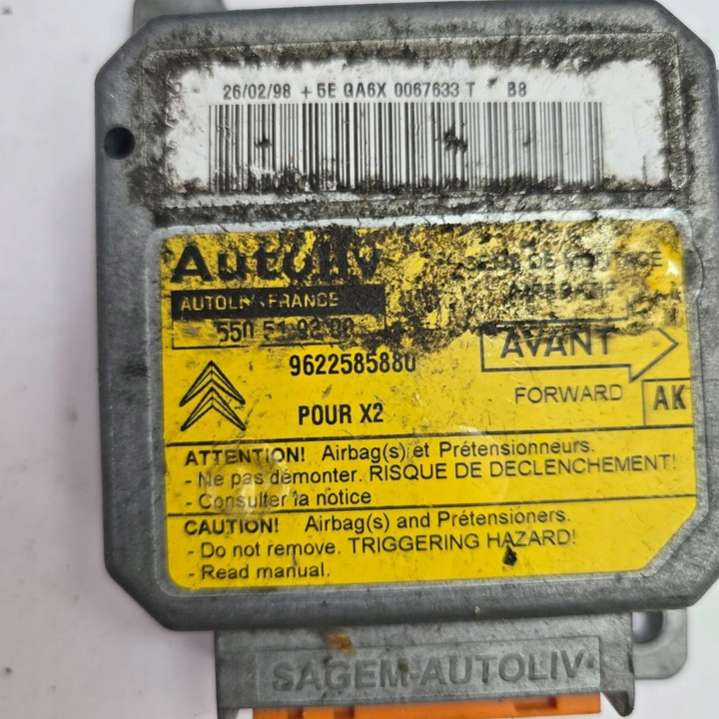 26/02/98 + 5E QA6X 0067633 T * B8
Autoliv
AUTOLIV-FRANCE
550 51 92 00
9622585880
AVANT
POUR X2
FORWARD
AK
ATTENTION! Airbag(s) et Prétensionneurs.
- Ne pas démonter. RISQUE DE DECLENCHEMENT!
- Consulter la notice
CAUTION! Airbag(s) and Prétensioners.
- Do not remove. TRIGGERING HAZARD!
- Read manual.
SAGEM-AUTOLIV